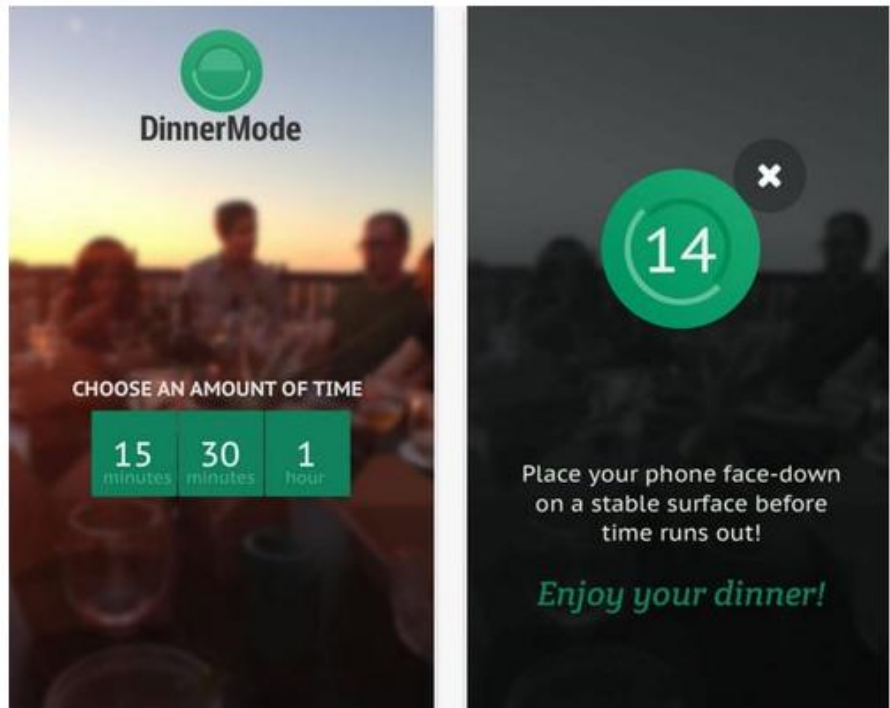 DinnerMode
CHOOSE AN AMOUNT OF TIME
15 30 1
minutes minutes hour
14
Place your phone face-down
on a stable surface before
time runs out!
Enjoy your dinner!